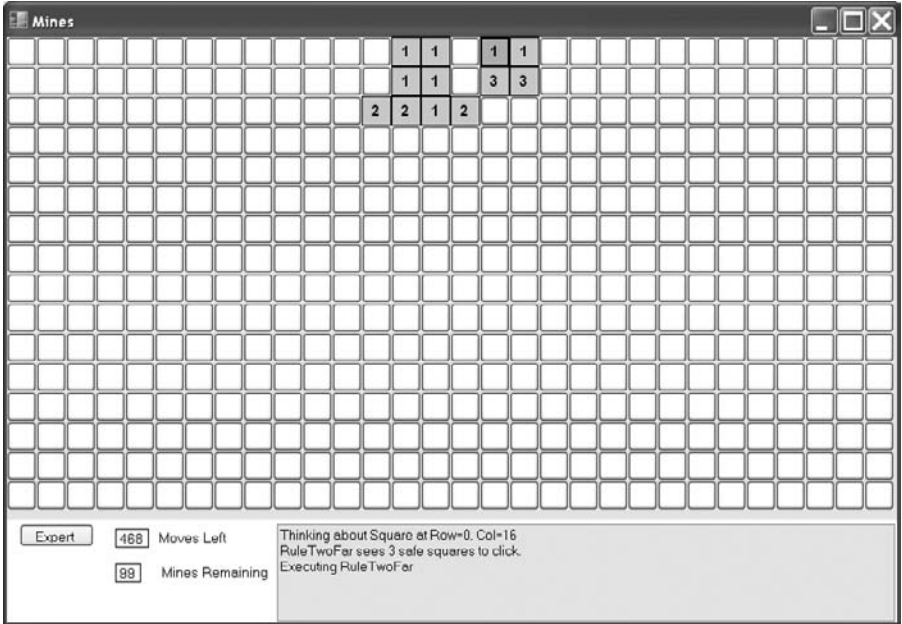 Mines
1 1 1 1
1 1 3 3
2 2 1 2
Expert
468 Moves Left
99 Mines Remaining
Thinking about Square at Row=0, Col=16
RuleTwoFar sees 3 safe squares to click.
Executing RuleTwoFar